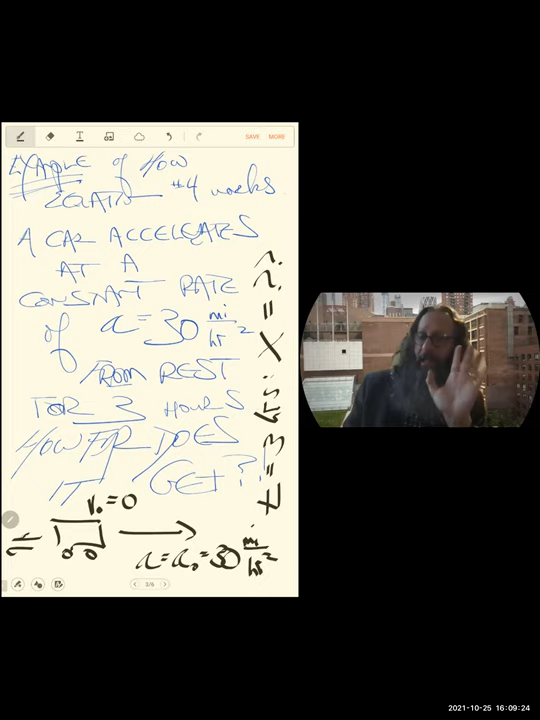 SAVE MORE
EXAMPLE of HOW
EQUATION #4 works
A CAR ACCELERATES
AT A
CONSTANT RATE
of a = 30 mi/hr²
FROM REST
FOR 3 HOURS
HOW FAR DOES
IT GET?
t = 3 hrs: X = ??
V₀ = 0
a = a₀ = 30 mi/hr²
3/6
2021-10-25 16:09:24